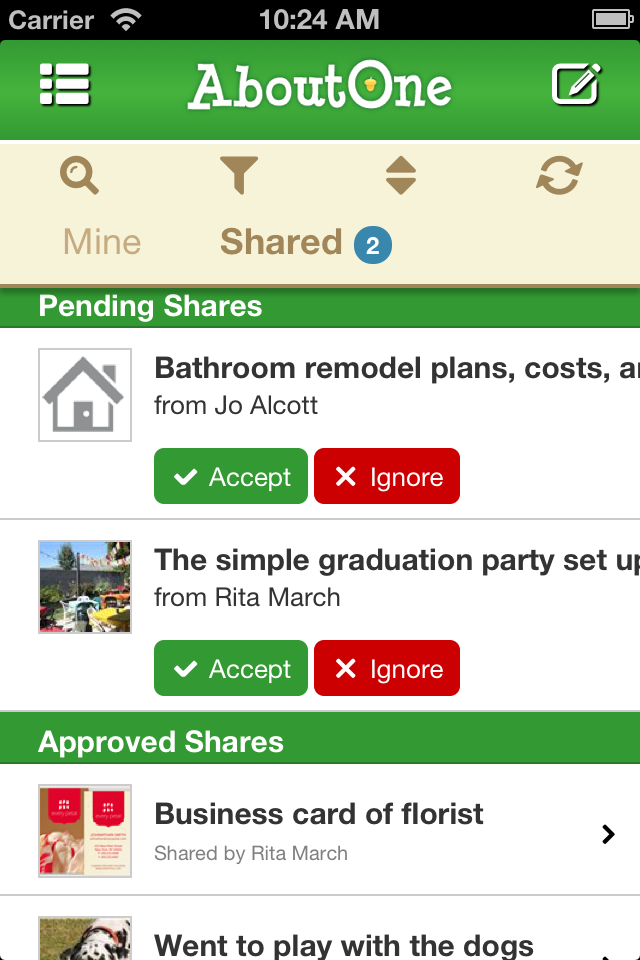 Carrier 10:24 AM
AboutOne
Mine Shared 2
Pending Shares
Bathroom remodel plans, costs, a
from Jo Alcott
Accept Ignore
The simple graduation party set up
from Rita March
Accept Ignore
Approved Shares
Business card of florist
Shared by Rita March
Went to play with the dogs